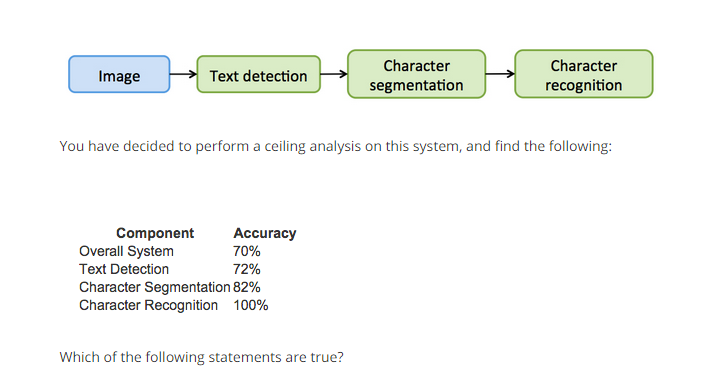 Image
Text detection
Character
segmentation
Character
recognition
You have decided to perform a ceiling analysis on this system, and find the following:
Component Accuracy
Overall System 70%
Text Detection 72%
Character Segmentation 82%
Character Recognition 100%
Which of the following statements are true?